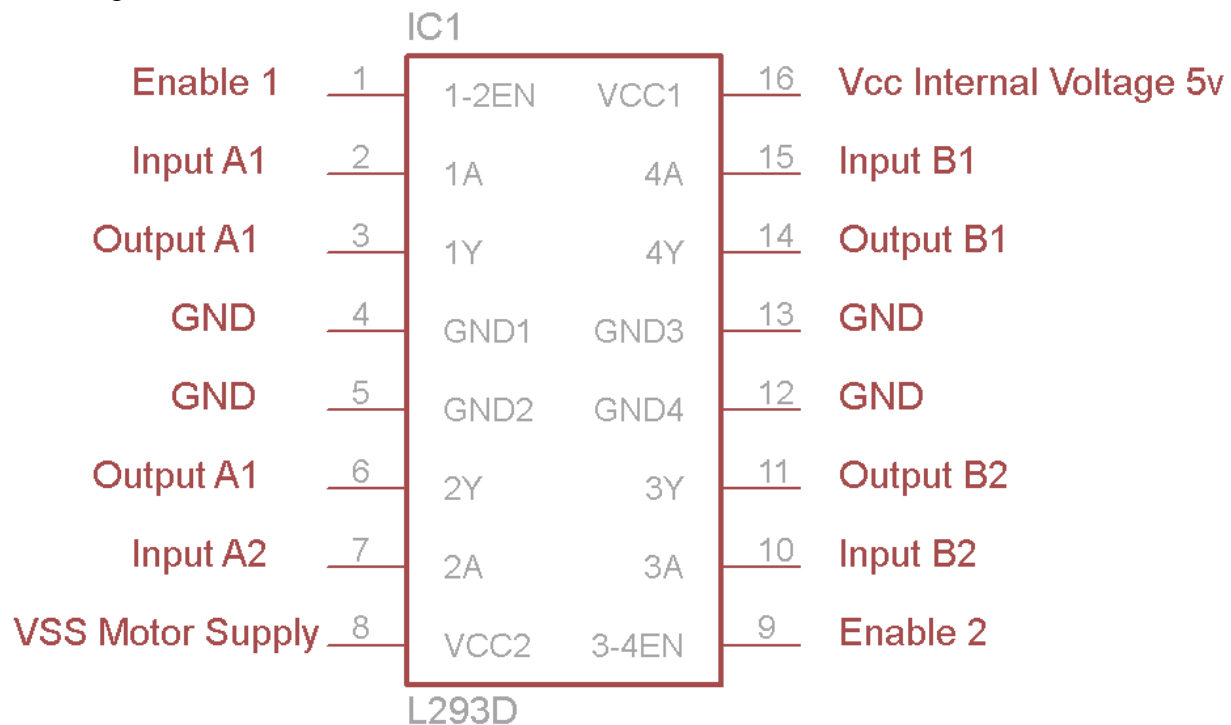 IC1
Enable 1 1 1-2EN VCC1 16 Vcc Internal Voltage 5v
Input A1 2 1A 4A 15 Input B1
Output A1 3 1Y 4Y 14 Output B1
GND 4 GND1 GND3 13 GND
GND 5 GND2 GND4 12 GND
Output A1 6 2Y 3Y 11 Output B2
Input A2 7 2A 3A 10 Input B2
VSS Motor Supply 8 VCC2 3-4EN 9 Enable 2
L293D